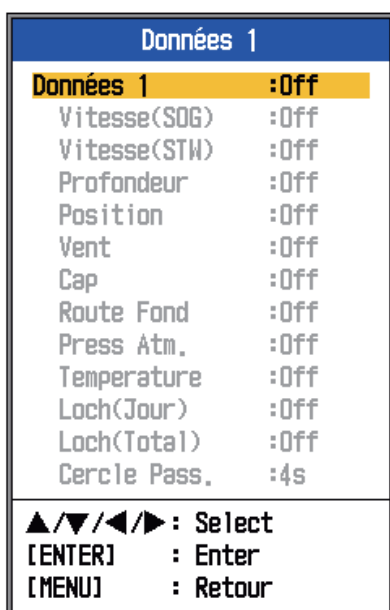 Données 1
Données 1 :Off
Vitesse(SOG) :Off
Vitesse(STW) :Off
Profondeur :Off
Position :Off
Vent :Off
Cap :Off
Route Fond :Off
Press Atm. :Off
Temperature :Off
Loch(Jour) :Off
Loch(Total) :Off
Cercle Pass. :4s
▲/▼/◀/▶: Select
[ENTER] : Enter
[MENU] : Retour